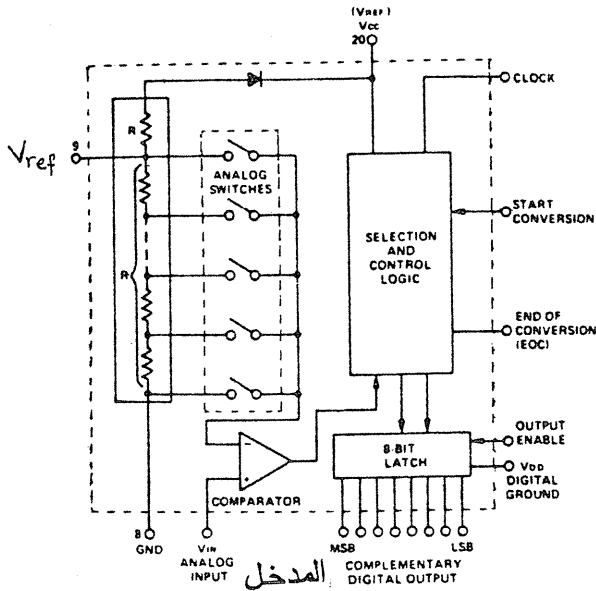 (VREF)
VCC
20
CLOCK
R
9
Vref
ANALOG
SWITCHES
START
CONVERSION
SELECTION
AND
CONTROL
LOGIC
R
END OF
CONVERSION
(EOC)
OUTPUT
ENABLE
8-BIT
LATCH
VDD
DIGITAL
GROUND
-
+
COMPARATOR
8
GND
VIN
ANALOG
INPUT
المدخل
MSB
LSB
COMPLEMENTARY
DIGITAL OUTPUT